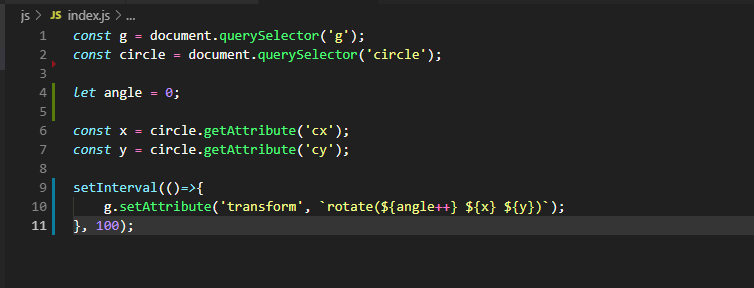 js > JS index.js > ...
1 const g = document.querySelector('g');
2 const circle = document.querySelector('circle');
3
4 let angle = 0;
5
6 const x = circle.getAttribute('cx');
7 const y = circle.getAttribute('cy');
8
9 setInterval(()=>{
10 g.setAttribute('transform', `rotate(${angle++} ${x} ${y})`);
11 }, 100);